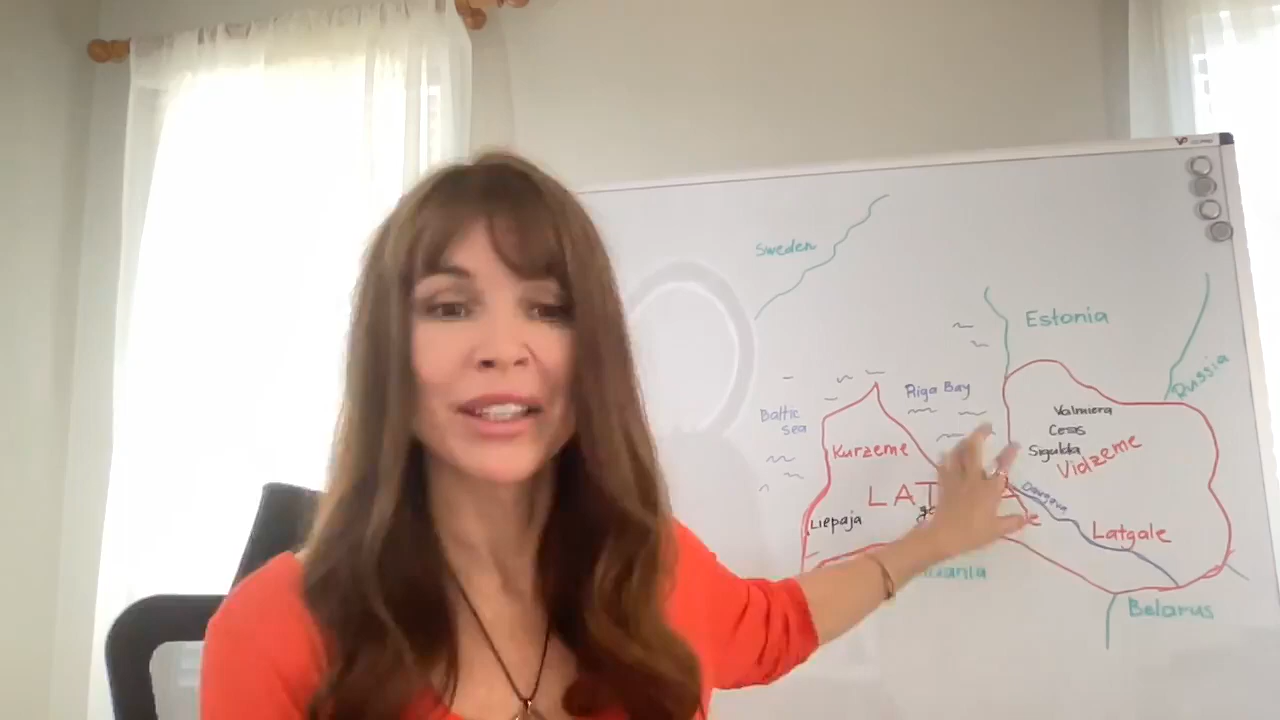 Sweden
Estonia
Russia
Riga Bay
Baltic
sea
Valmiera
Cesis
Sigulda
Vidzeme
Kurzeme
Daugava
Liepaja
Latgale
Belarus